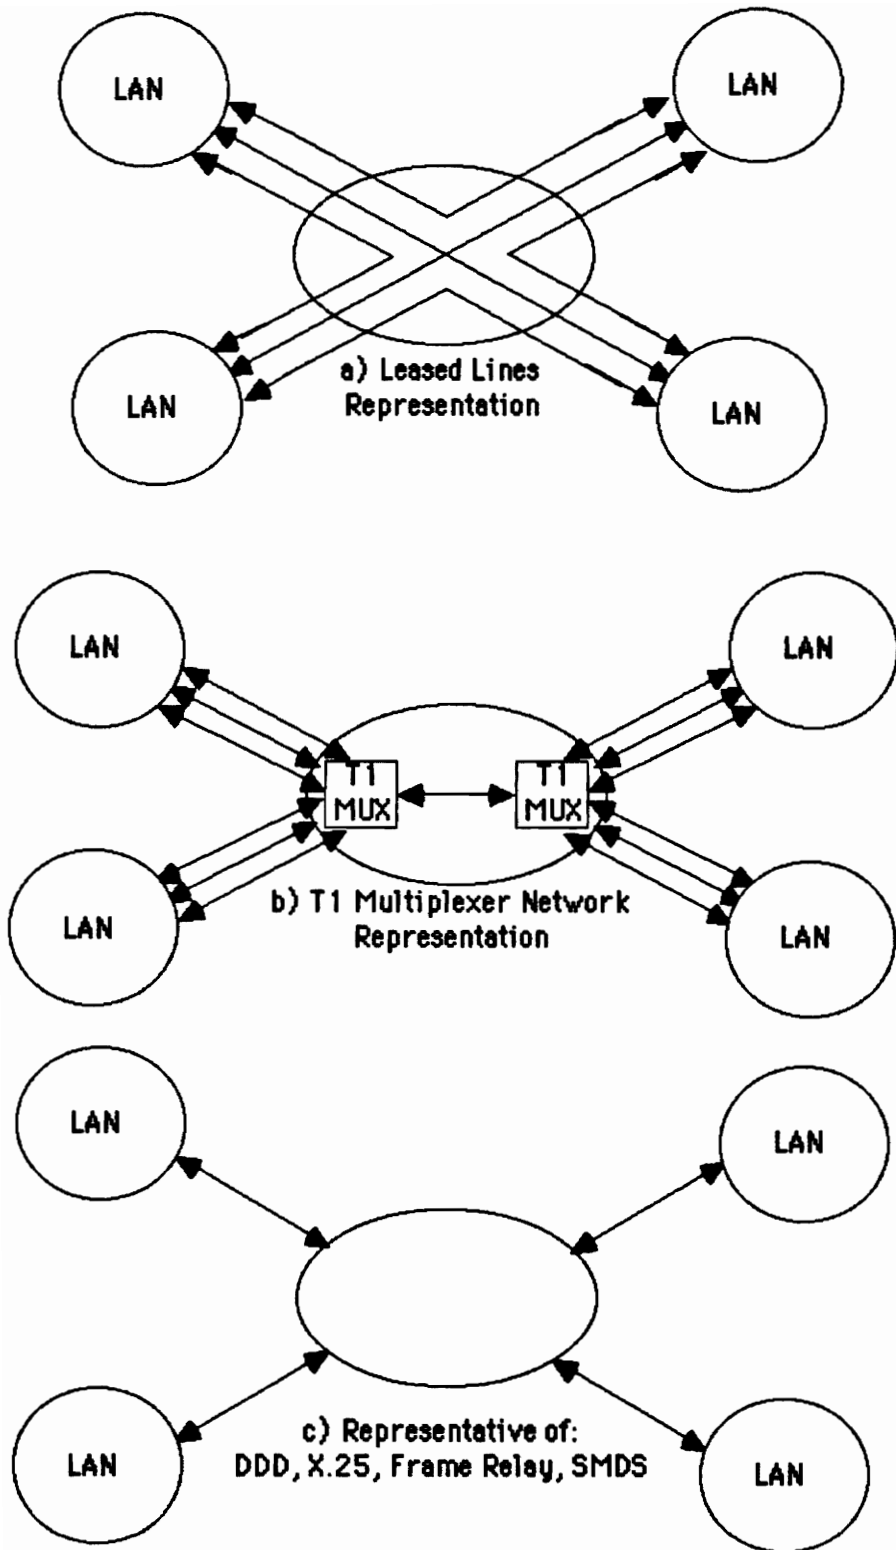 LAN
LAN
LAN
LAN
a) Leased Lines
Representation
LAN
LAN
T1
MUX
T1
MUX
LAN
LAN
b) T1 Multiplexer Network
Representation
LAN
LAN
LAN
LAN
c) Representative of:
DDD, X.25, Frame Relay, SMDS